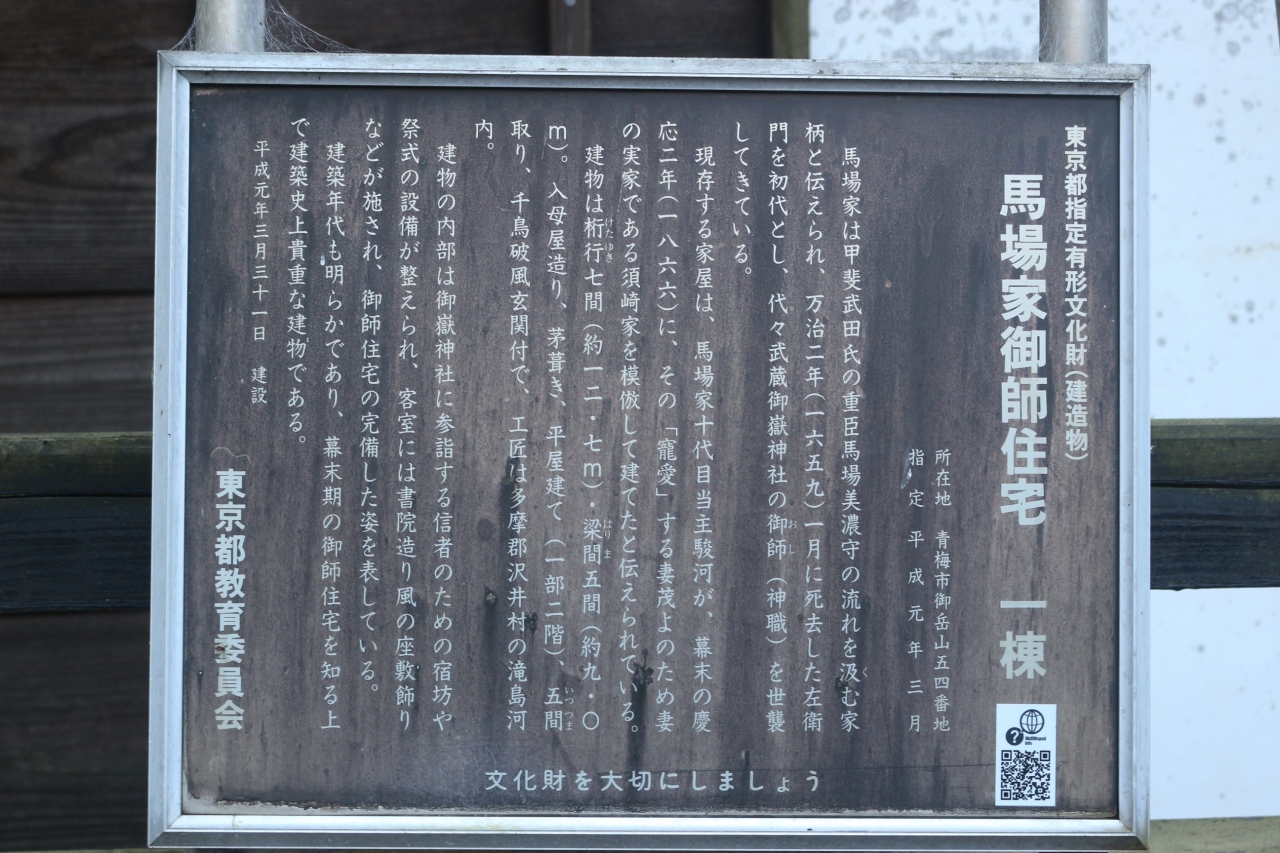 東京都指定有形文化財(建造物)
馬場家御師住宅 一棟
所在地 青梅市御岳山五四番地
指定 平成元年三月
馬場家は甲斐武田氏の重臣馬場美濃守の流れを汲む家
柄と伝えられ、万治二年(一六五九)一月に死去した左衛
門を初代とし、代々武蔵御嶽神社の御師(神職)を世襲
してきている。
現存する家屋は、馬場家十代目当主駿河が、幕末の慶
応二年(一八六六)に、その「寵愛」する妻茂よのため妻
の実家である須崎家を模倣して建てたと伝えられている。
建物は桁行七間(約一二・七m)・梁間五間(約九・〇
m)。入母屋造り、茅葺き、平屋建て(一部二階)、五間
取り、千鳥破風玄関付で、工匠は多摩郡沢井村の滝島河
内。
建物の内部は御嶽神社に参詣する信者のための宿坊や
祭式の設備が整えられ、客室には書院造り風の座敷飾り
などが施され、御師住宅の完備した姿を表している。
建築年代も明らかであり、幕末期の御師住宅を知る上
で建築史上貴重な建物である。
平成元年三月三十一日 建設
東京都教育委員会
文化財を大切にしましょう
Multilingual
Info